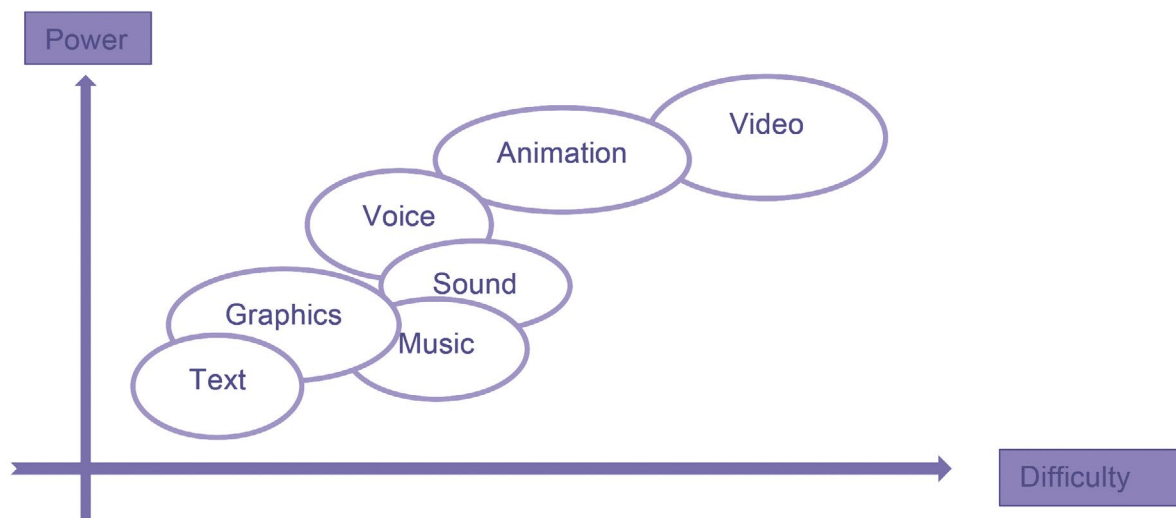 Power
Video
Animation
Voice
Sound
Graphics
Music
Text
Difficulty